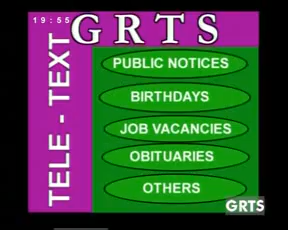 19:55
GRTS
TELE - TEXT
PUBLIC NOTICES
BIRTHDAYS
JOB VACANCIES
OBITUARIES
OTHERS
GRTS